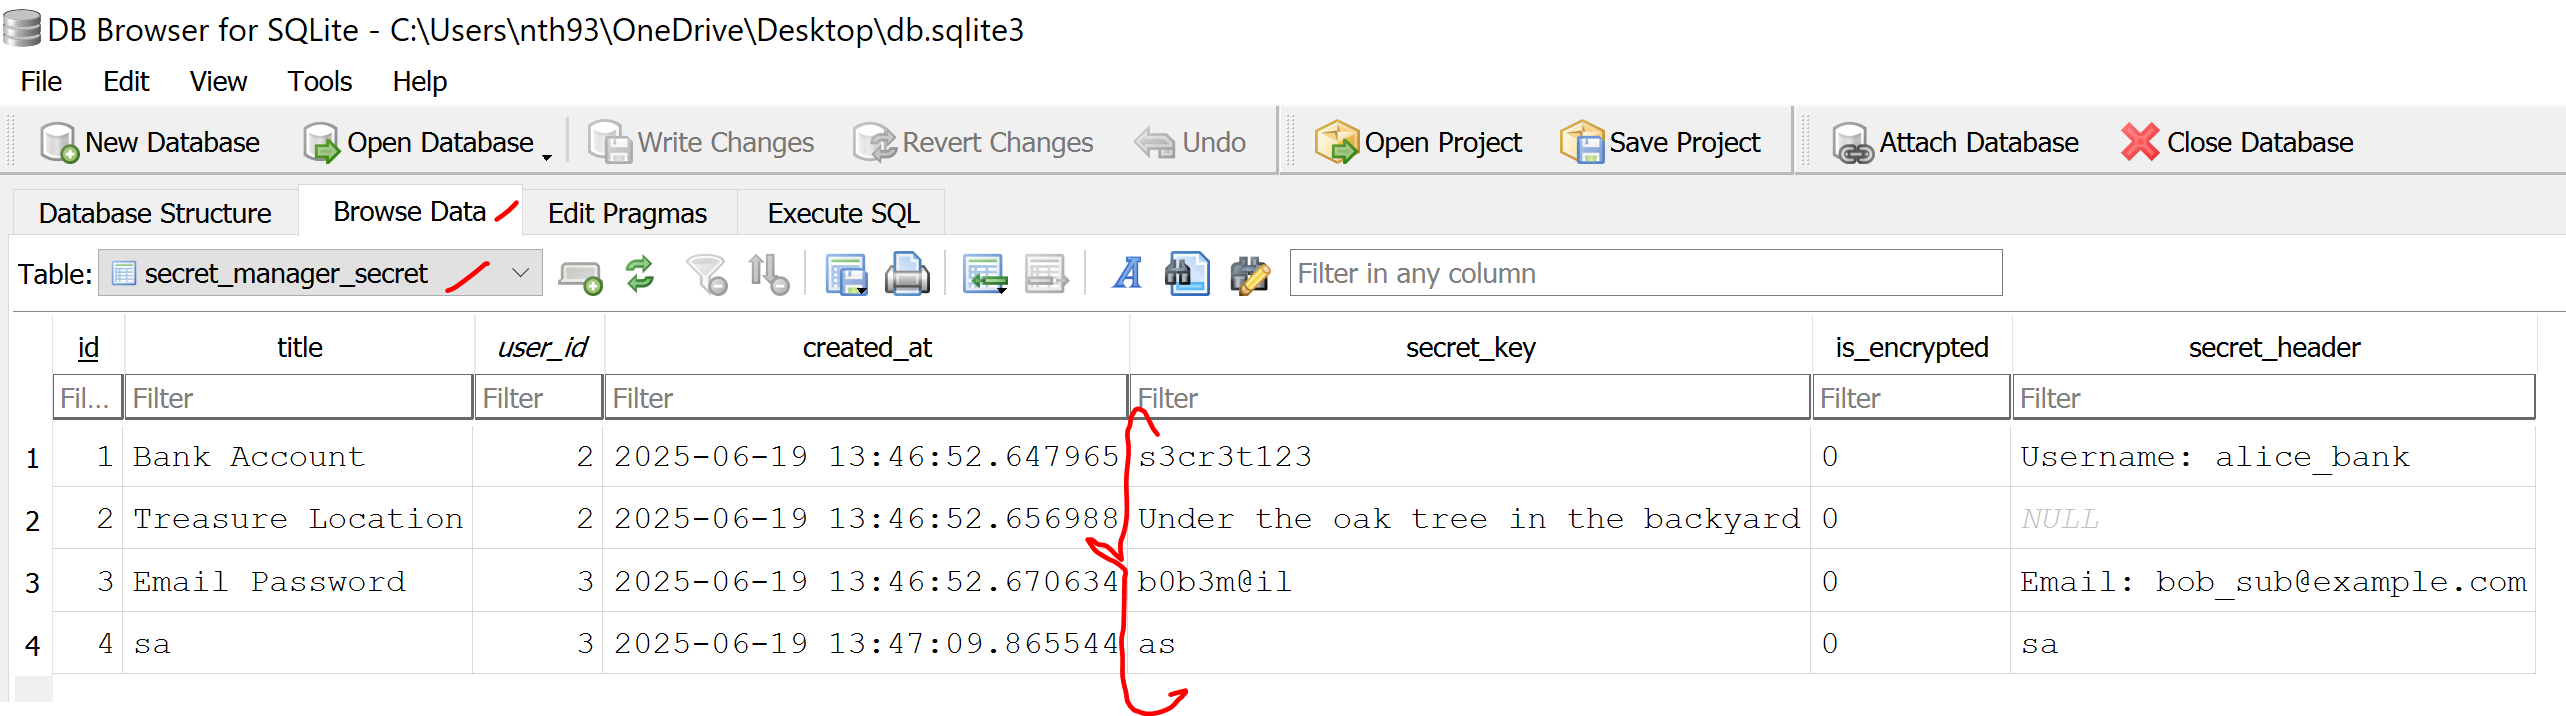 DB Browser for SQLite - C:\Users\nth93\OneDrive\Desktop\db.sqlite3
File Edit View Tools Help
New Database Open Database Write Changes Revert Changes Undo Open Project Save Project Attach Database Close Database
Database Structure Browse Data Edit Pragmas Execute SQL
Table: secret_manager_secret Filter in any column
id title user_id created_at secret_key is_encrypted secret_header
Fil... Filter Filter Filter Filter Filter Filter
1 1 Bank Account 2 2025-06-19 13:46:52.647965 s3cr3t123 0 Username: alice_bank
2 2 Treasure Location 2 2025-06-19 13:46:52.656988 Under the oak tree in the backyard 0 NULL
3 3 Email Password 3 2025-06-19 13:46:52.670634 b0b3m@il 0 Email: bob_sub@example.com
4 4 sa 3 2025-06-19 13:47:09.865544 as 0 sa